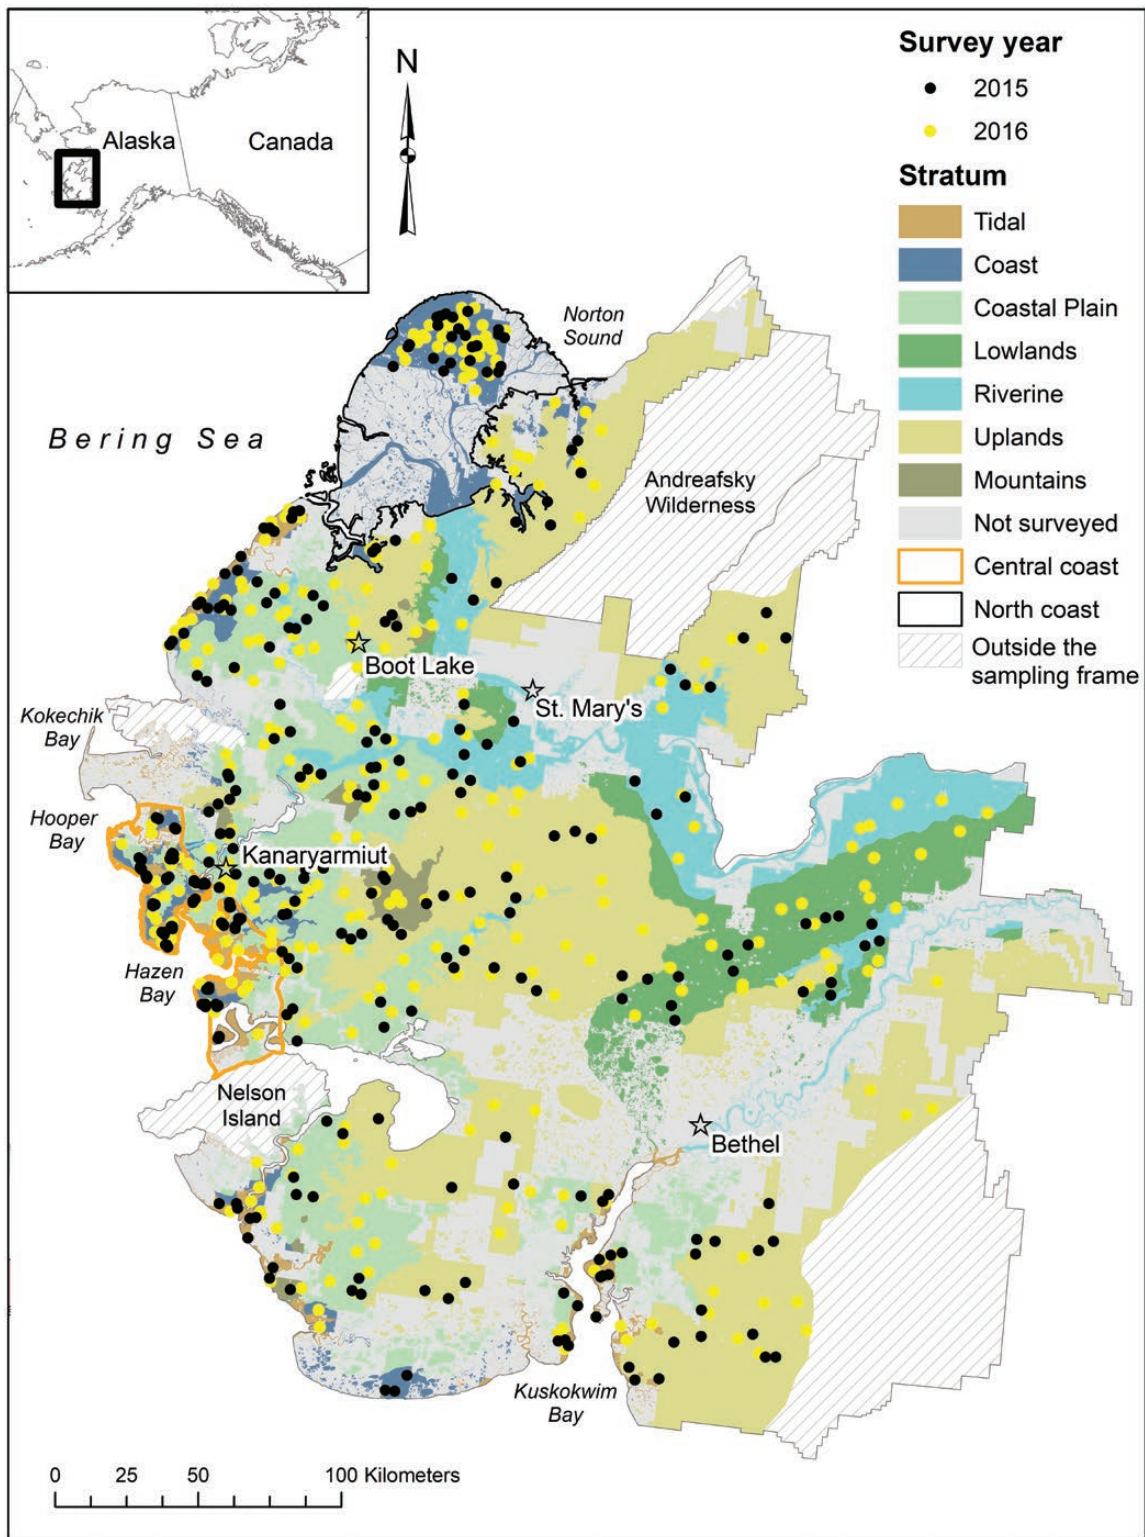 Alaska
Canada
N
Survey year
2015
2016
Stratum
Tidal
Coast
Coastal Plain
Lowlands
Riverine
Uplands
Mountains
Not surveyed
Central coast
North coast
Outside the
sampling frame
Norton
Sound
Bering Sea
Andreafsky
Wilderness
Boot Lake
St. Mary's
Kokechik
Bay
Hooper
Bay
Kanaryarmiut
Hazen
Bay
Nelson
Island
Bethel
Kuskokwim
Bay
0 25 50 100 Kilometers